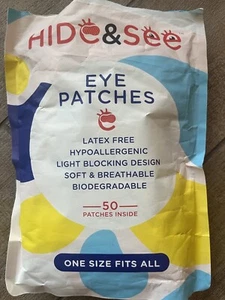 HIDe&See
EYE
PATCHES
LATEX FREE
HYPOALLERGENIC
LIGHT BLOCKING DESIGN
SOFT & BREATHABLE
BIODEGRADABLE
50
PATCHES INSIDE
ONE SIZE FITS ALL